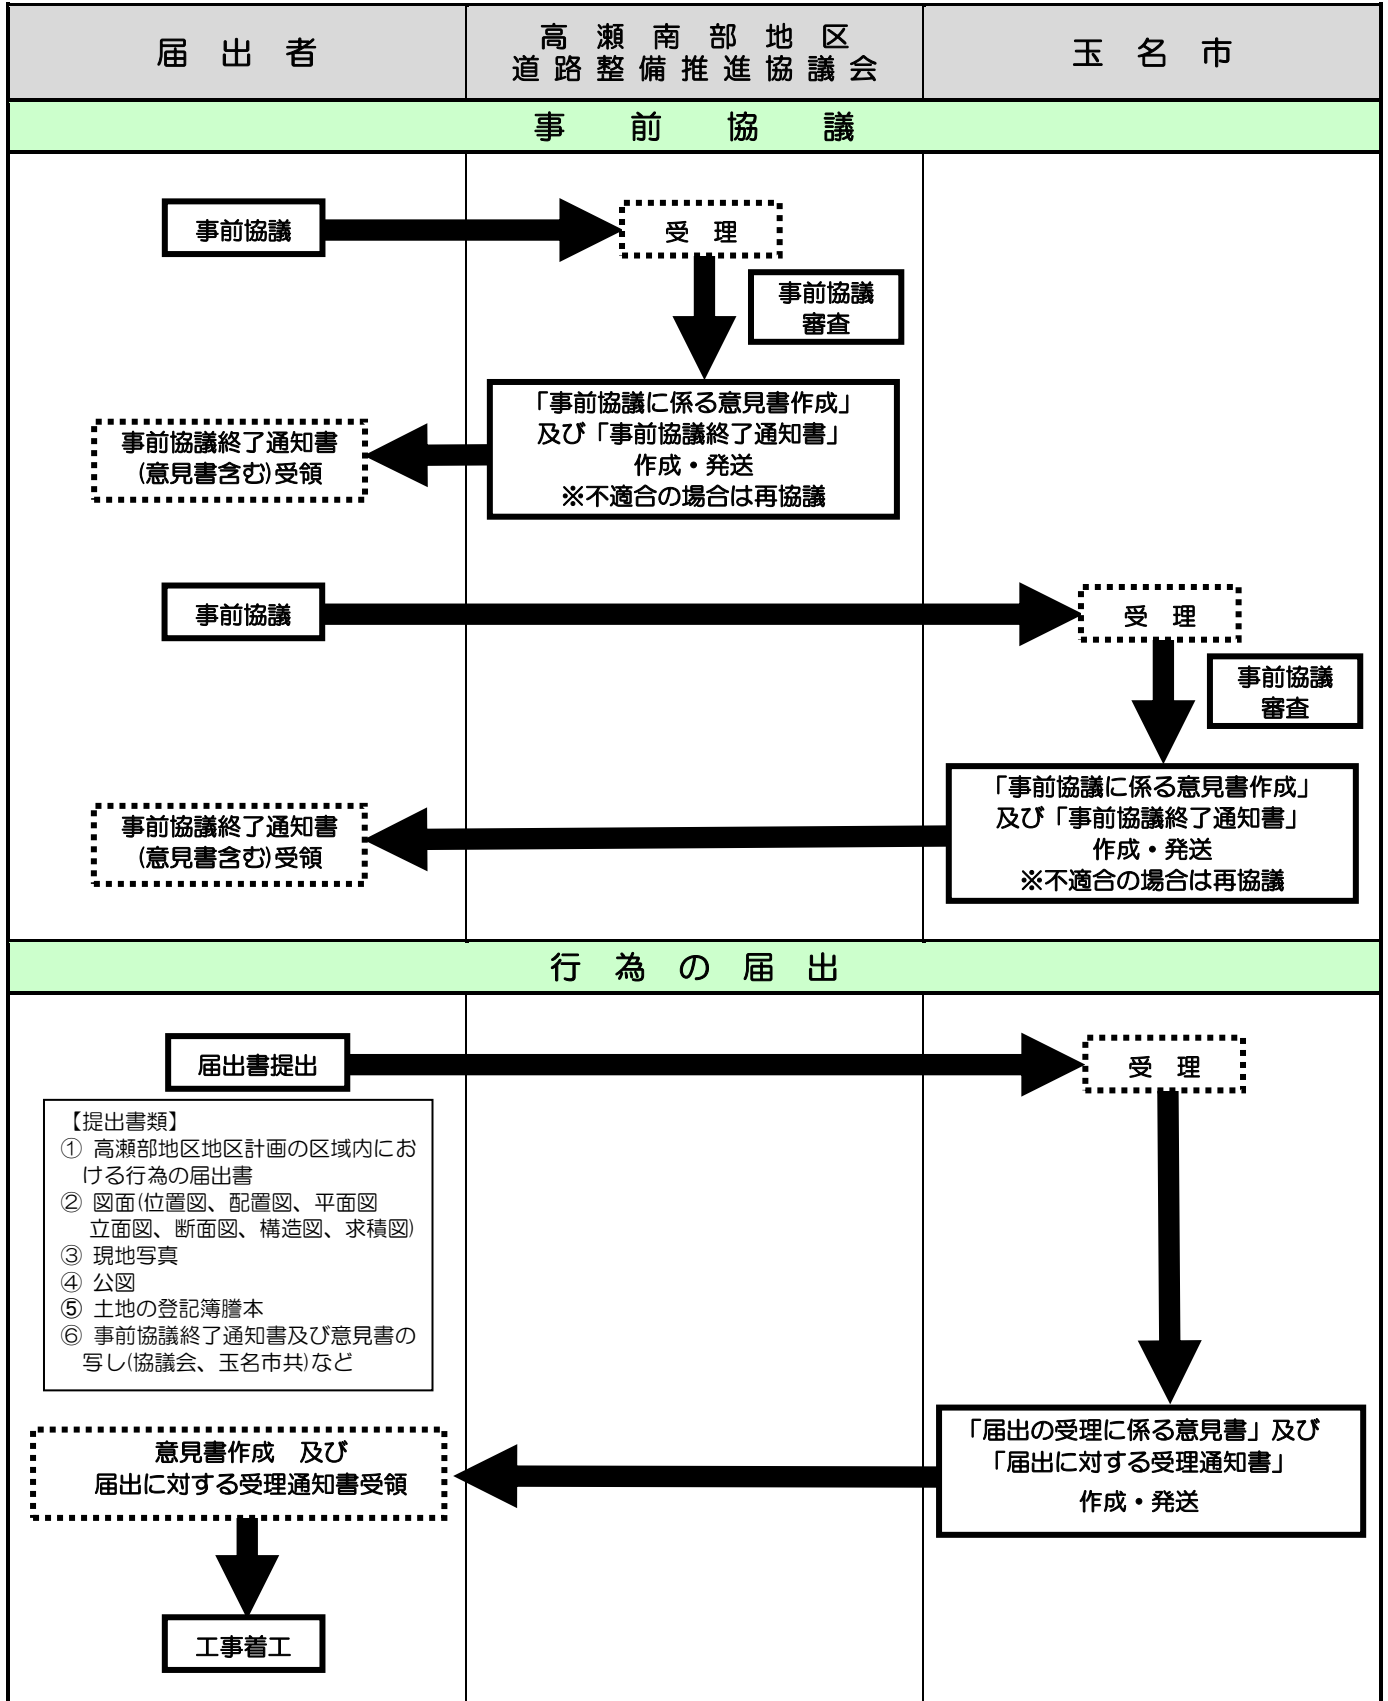 届 出 者
高 瀬 南 部 地 区
道 路 整 備 推 進 協 議 会
玉 名 市
事 前 協 議
事前協議
受 理
事前協議
審査
「事前協議に係る意見書作成」
及び「事前協議終了通知書」
作成・発送
※不適合の場合は再協議
事前協議終了通知書
(意見書含む)受領
事前協議
受 理
事前協議
審査
「事前協議に係る意見書作成」
及び「事前協議終了通知書」
作成・発送
※不適合の場合は再協議
事前協議終了通知書
(意見書含む)受領
行 為 の 届 出
届出書提出
受 理
【提出書類】
① 高瀬部地区地区計画の区域内にお
ける行為の届出書
② 図面(位置図、配置図、平面図
立面図、断面図、構造図、求積図)
③ 現地写真
④ 公図
⑤ 土地の登記簿謄本
⑥ 事前協議終了通知書及び意見書の
写し(協議会、玉名市共)など
「届出の受理に係る意見書」及び
「届出に対する受理通知書」
作成・発送
意見書作成 及び
届出に対する受理通知書受領
工事着工